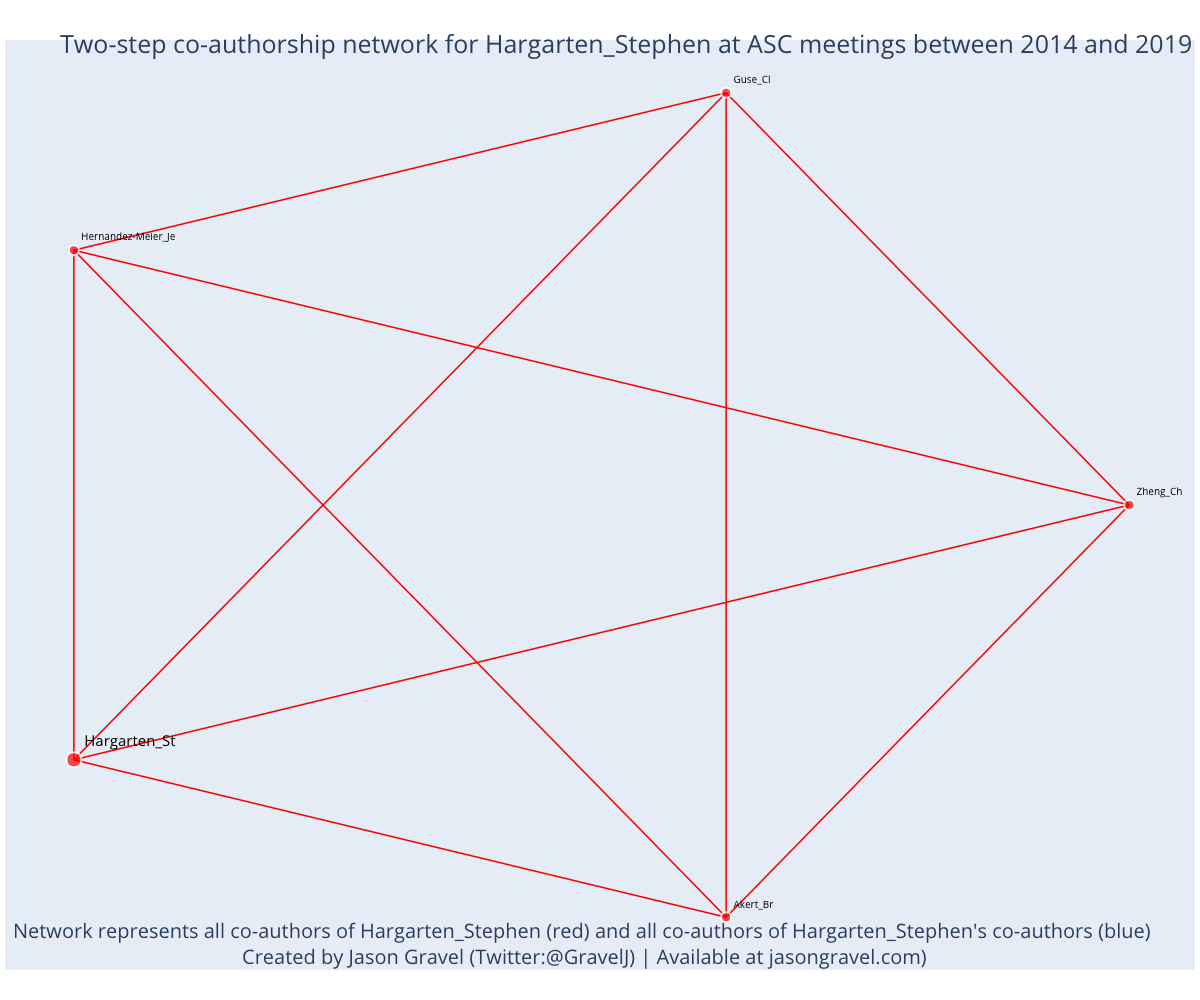 Two-step co-authorship network for Hargarten_Stephen at ASC meetings between 2014 and 2019
Guse_Cl
Hernandez-Meier_Je
Zheng_Ch
Hargarten_St
Akert_Br
Network represents all co-authors of Hargarten_Stephen (red) and all co-authors of Hargarten_Stephen's co-authors (blue)
Created by Jason Gravel (Twitter:@GravelJ) | Available at jasongravel.com)